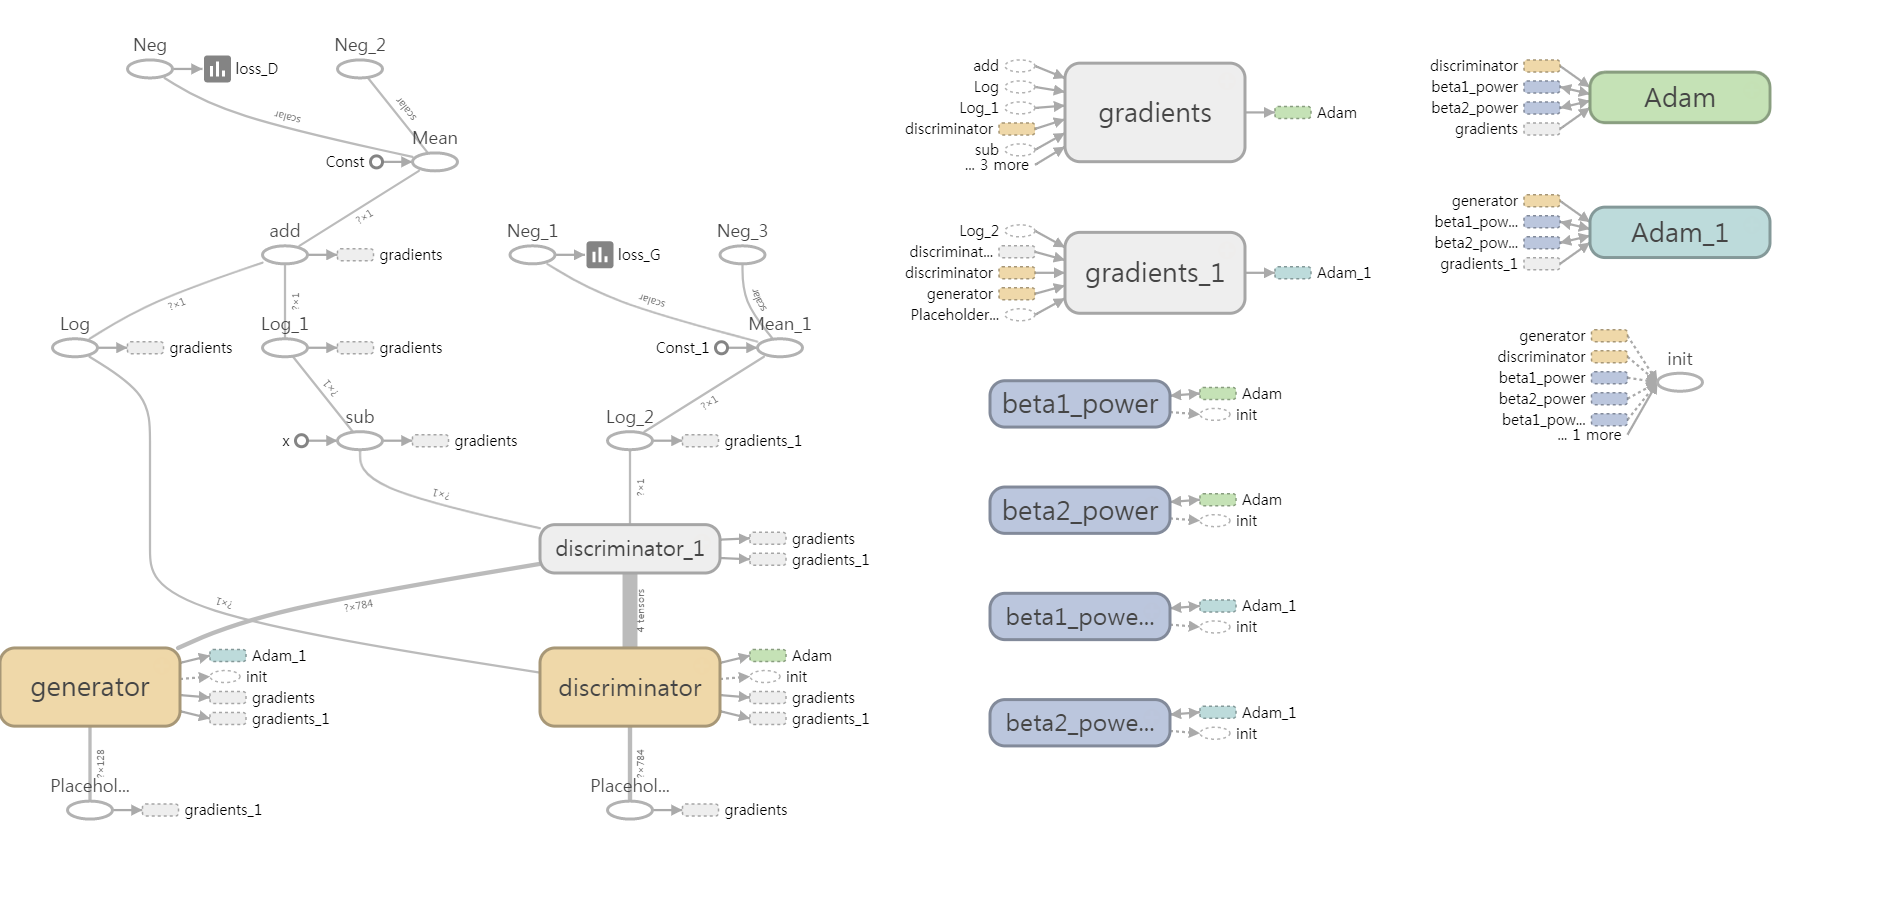 Neg
loss_D
Neg_2
scalar
scalar
Mean
Const
?×1
add
gradients
?×1
?×1
Log
gradients
Log_1
gradients
?×1
sub
x
gradients
?×1
Neg_1
loss_G
Neg_3
scalar
scalar
Mean_1
Const_1
?×1
Log_2
gradients_1
?×1
discriminator_1
gradients
gradients_1
?×784
?×1
4 tensors
generator
Adam_1
init
gradients
gradients_1
discriminator
Adam
init
gradients
gradients_1
?×128
Placehol...
gradients_1
?×784
Placehol...
gradients
add
Log
Log_1
discriminator
sub
... 3 more
gradients
Adam
Log_2
discriminat...
discriminator
generator
Placeholder...
gradients_1
Adam_1
beta1_power
Adam
init
beta2_power
Adam
init
beta1_powe...
Adam_1
init
beta2_powe...
Adam_1
init
discriminator
beta1_power
beta2_power
gradients
Adam
generator
beta1_pow...
beta2_pow...
gradients_1
Adam_1
generator
discriminator
beta1_power
beta2_power
beta1_pow...
... 1 more
init